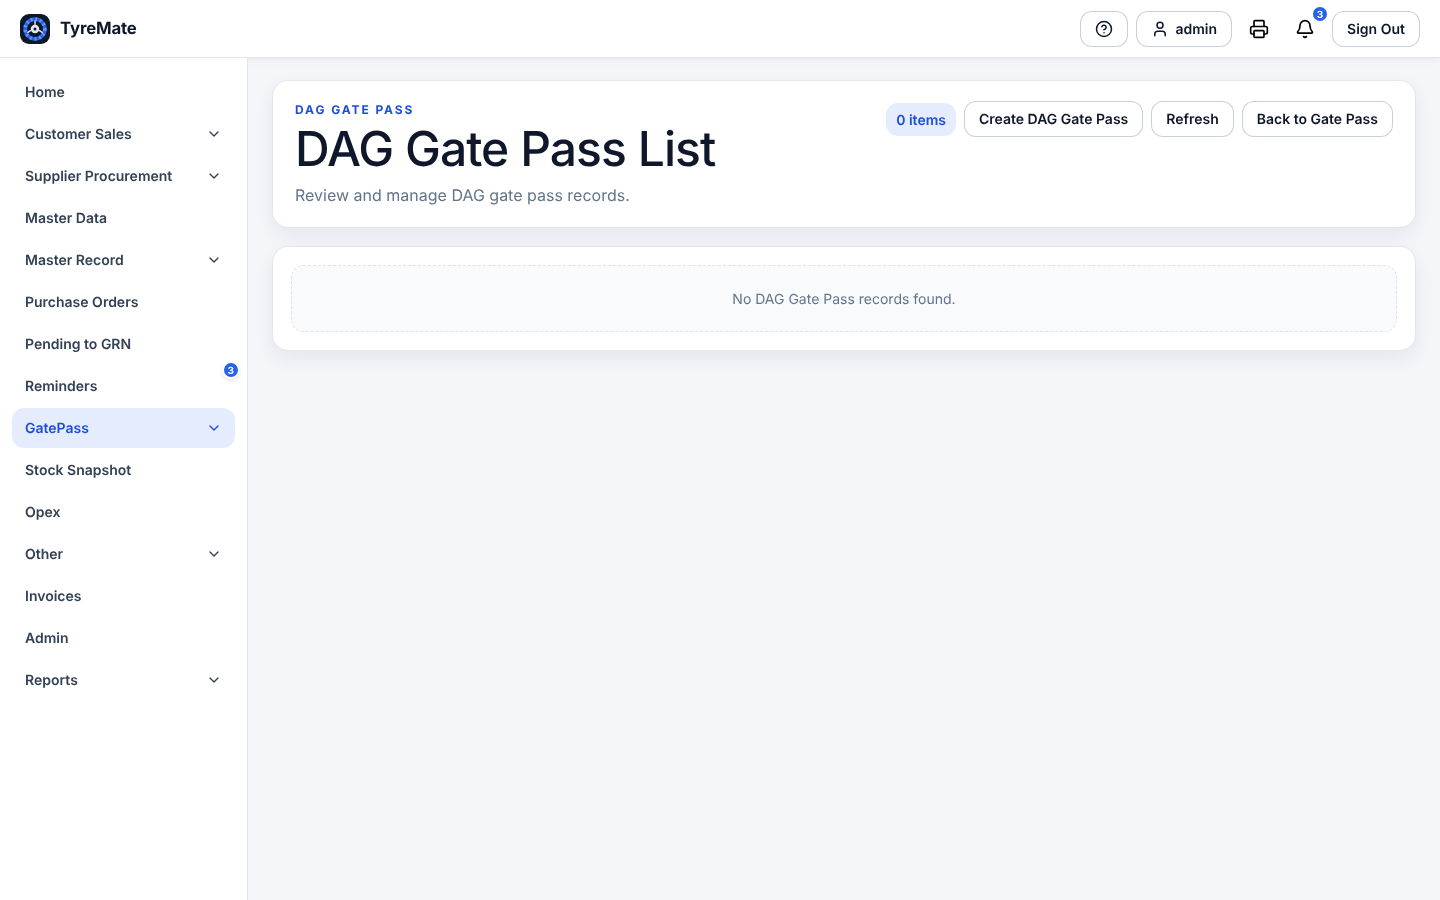 TyreMate
admin
3
Sign Out
Home
Customer Sales
Supplier Procurement
Master Data
Master Record
Purchase Orders
Pending to GRN
Reminders
3
GatePass
Stock Snapshot
Opex
Other
Invoices
Admin
Reports
DAG GATE PASS
DAG Gate Pass List
Review and manage DAG gate pass records.
0 items
Create DAG Gate Pass
Refresh
Back to Gate Pass
No DAG Gate Pass records found.